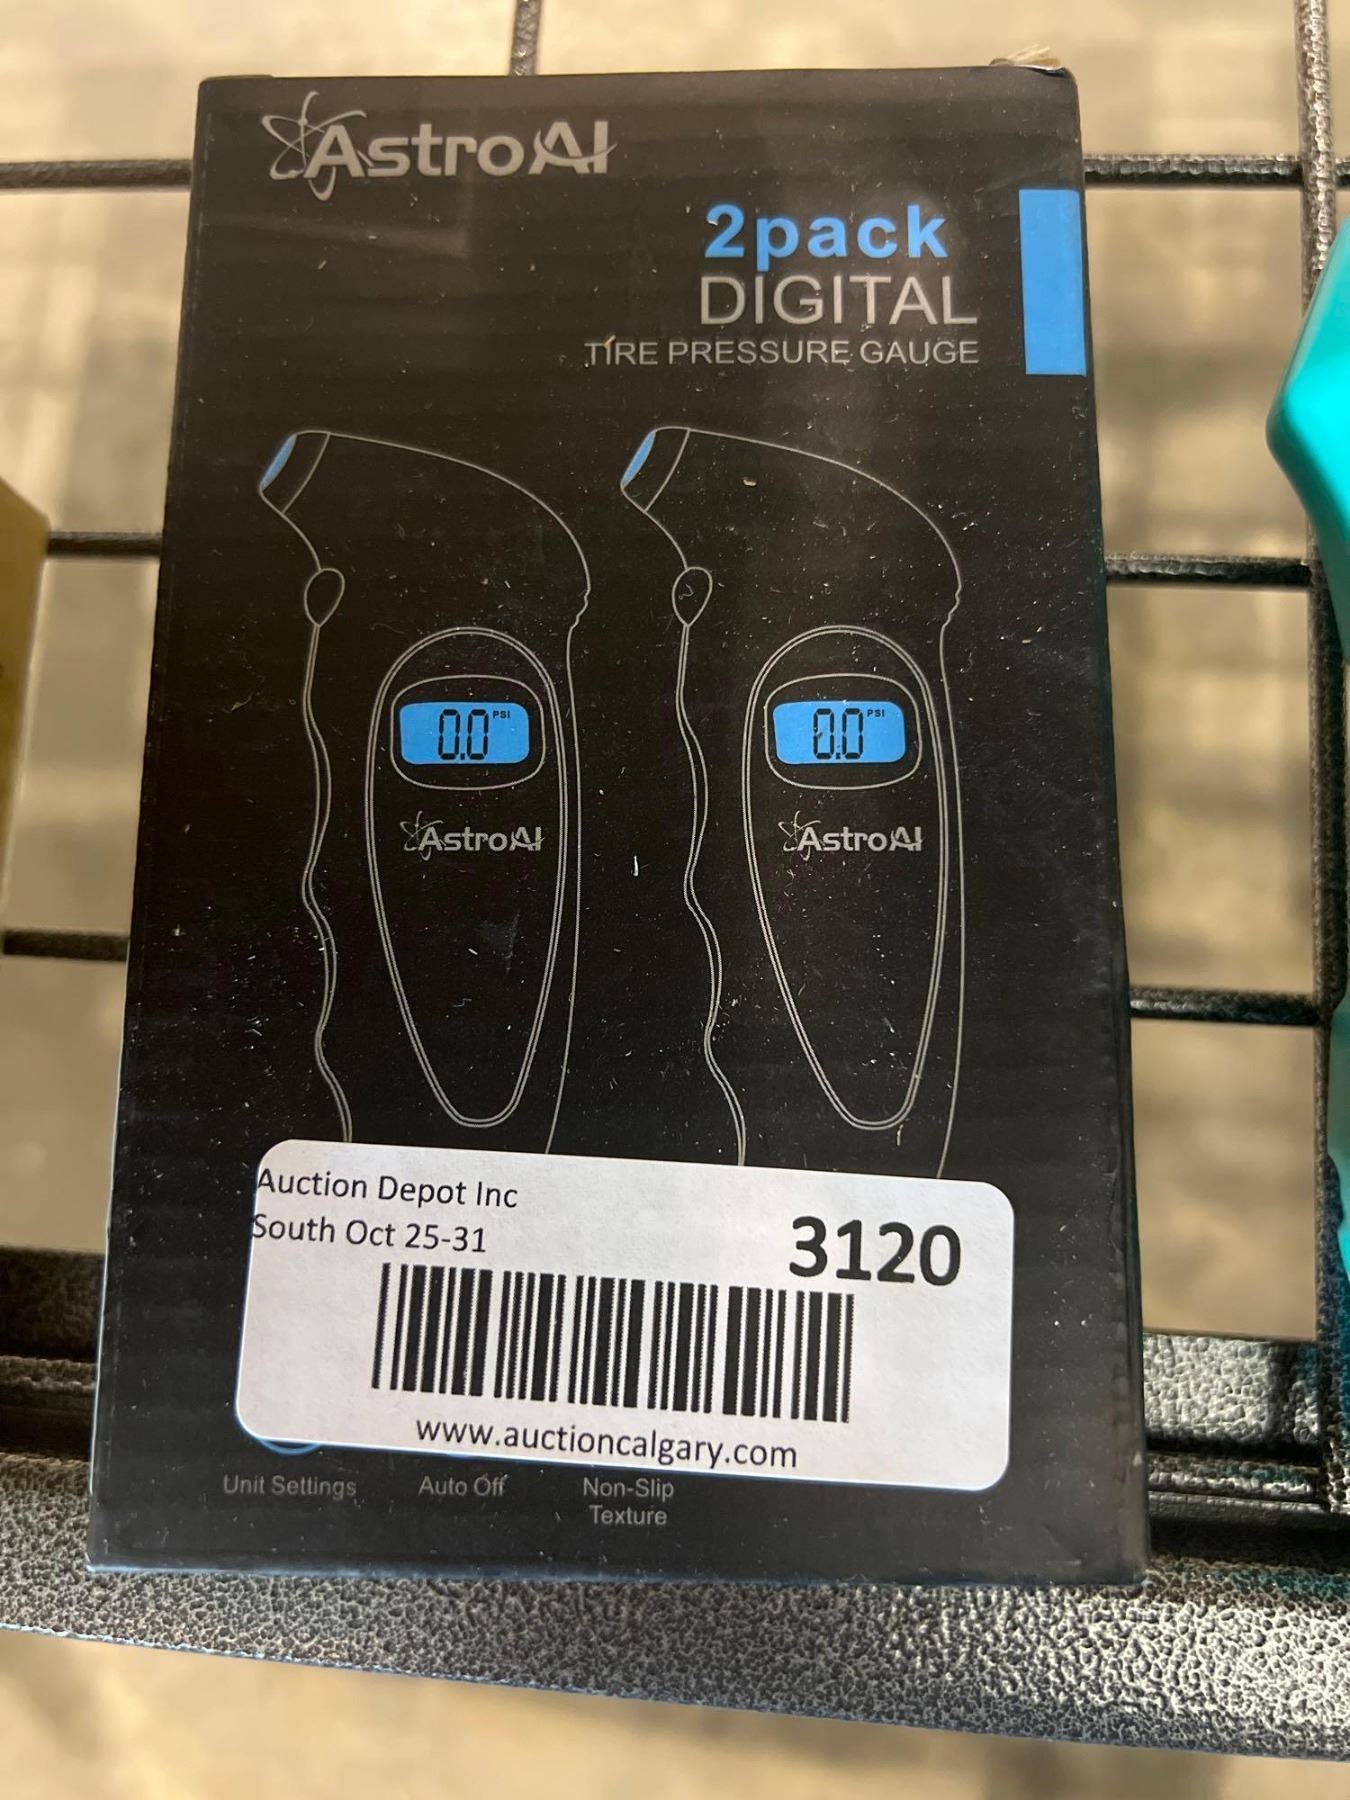 AstroAI
2pack
DIGITAL
TIRE PRESSURE GAUGE
0.0 PSI
0.0 PSI
AstroAI
AstroAI
Auction Depot Inc
South Oct 25-31
3120
www.auctioncalgary.com
Unit Settings
Auto Off
Non-Slip
Texture